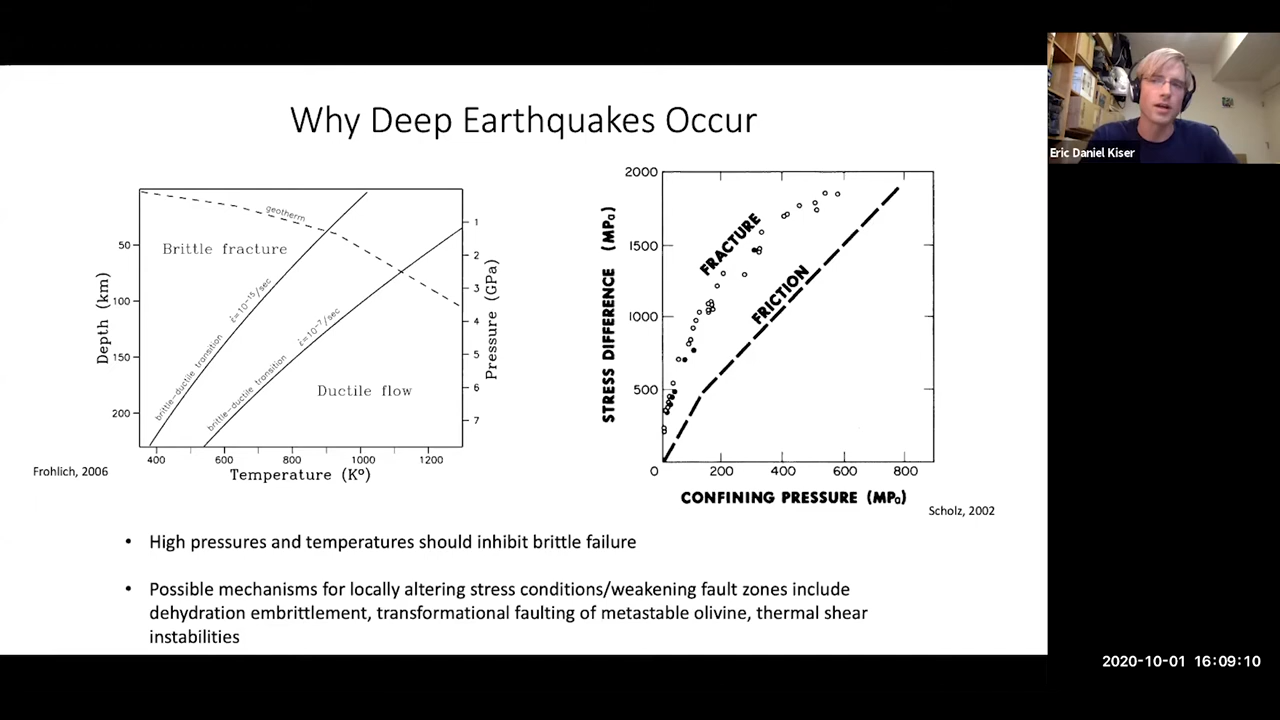 Why Deep Earthquakes Occur
Eric Daniel Kiser
geotherm
Brittle fracture
Ductile flow
brittle-ductile transition
ε̇=10⁻¹⁵/sec
brittle-ductile transition
ε̇=10⁻⁷/sec
Depth (km)
50
100
150
200
Pressure (GPa)
1
2
3
4
5
6
7
400
600
800
1000
1200
Temperature (K°)
Frohlich, 2006
STRESS DIFFERENCE (MPa)
2000
1500
1000
500
0
FRACTURE
FRICTION
200
400
600
800
CONFINING PRESSURE (MPa)
Scholz, 2002
• High pressures and temperatures should inhibit brittle failure
• Possible mechanisms for locally altering stress conditions/weakening fault zones include
dehydration embrittlement, transformational faulting of metastable olivine, thermal shear
instabilities
2020-10-01 16:09:10